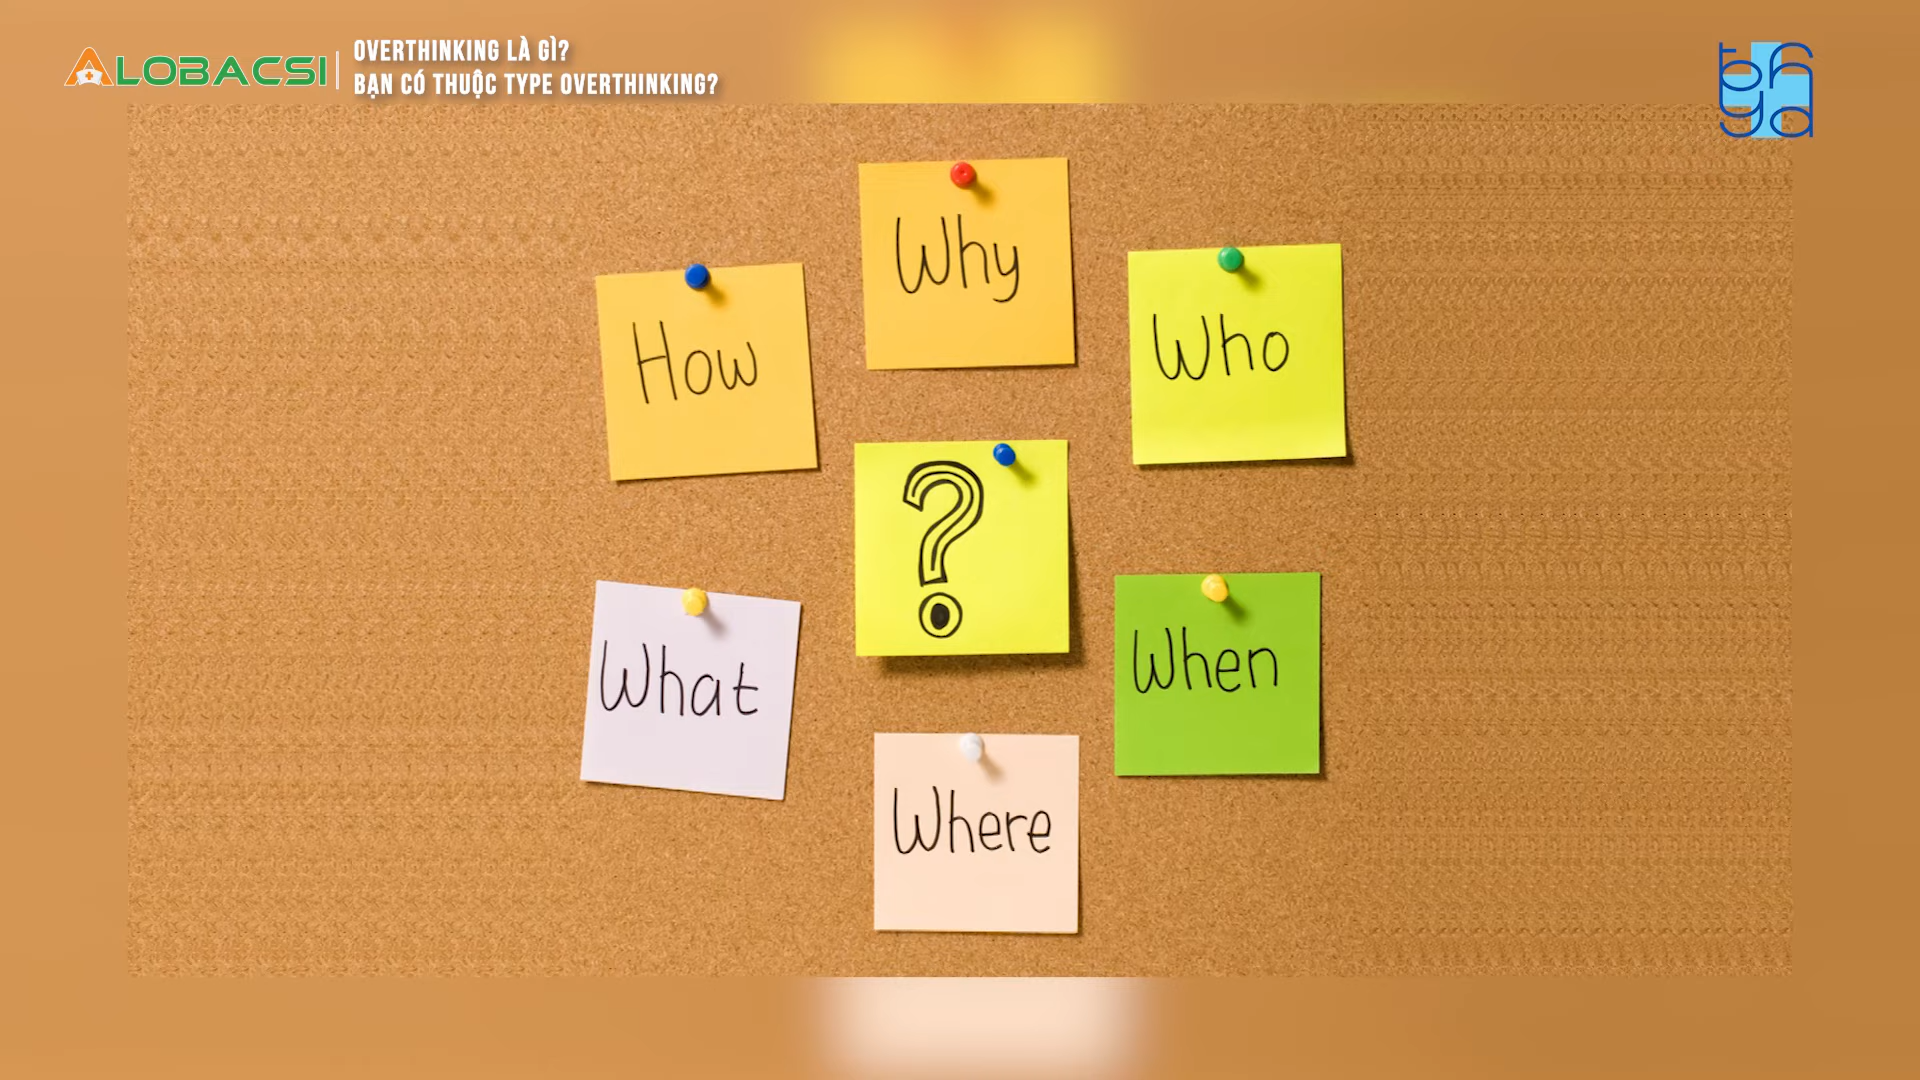 ALOBACSI
OVERTHINKING LÀ GÌ?
BẠN CÓ THUỘC TYPE OVERTHINKING?
Why
How
Who
?
What
When
Where